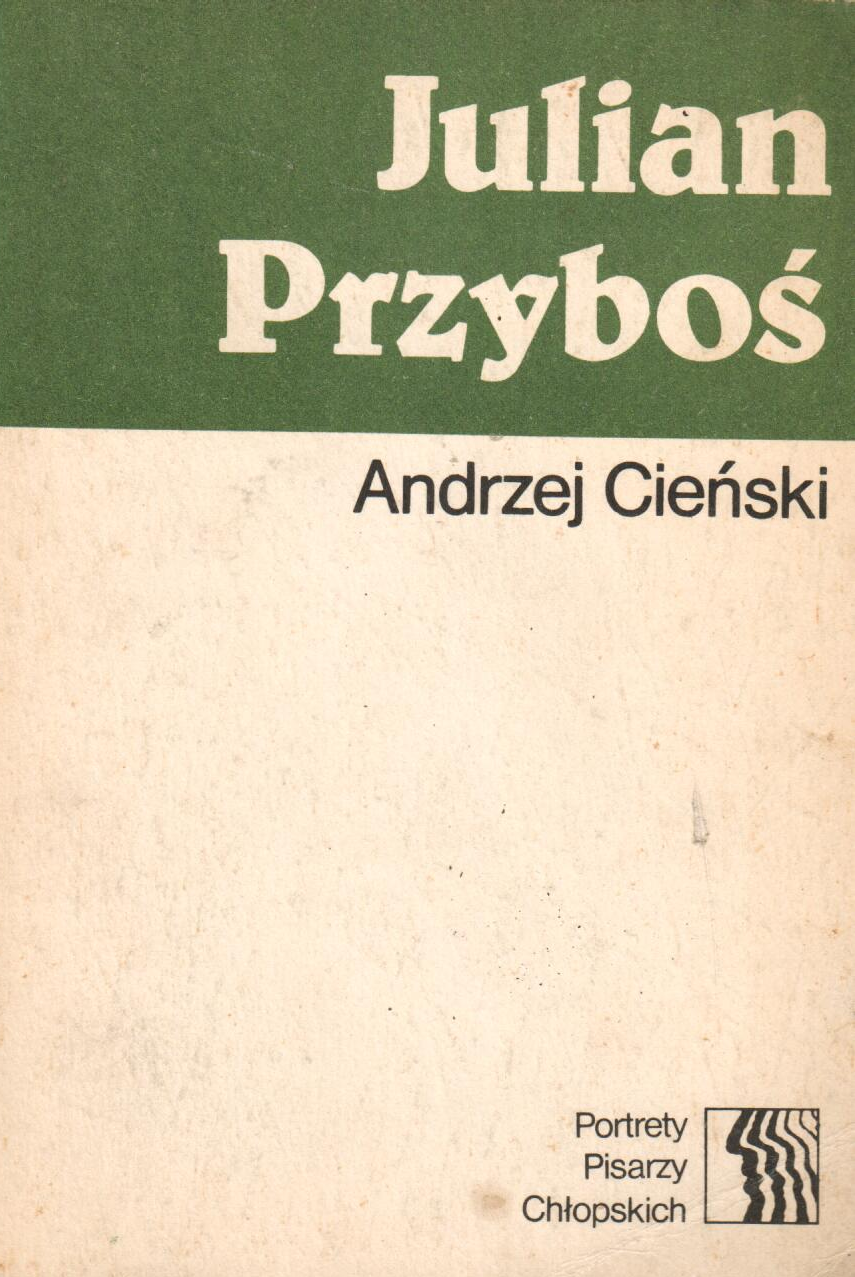 Julian
Przyboś
Andrzej Cieński
Portrety
Pisarzy
Chłopskich